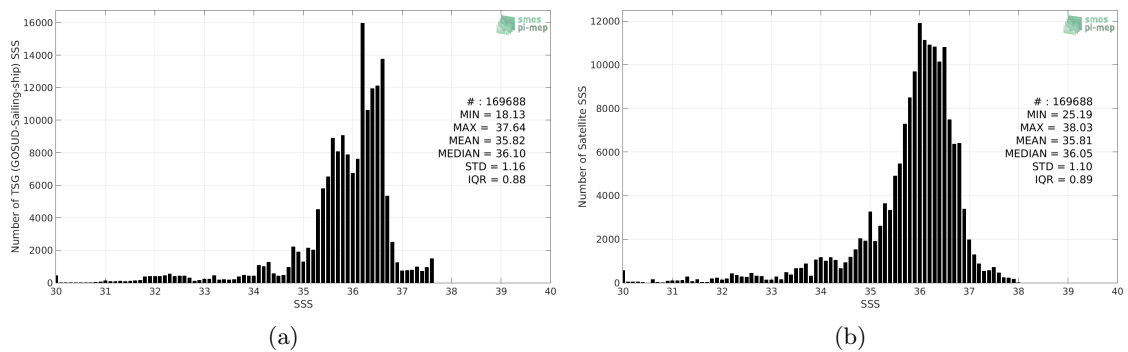 smos
pi-mep
Number of TSG (GOSUD-Sailing-ship) SSS
16000
14000
12000
10000
8000
6000
4000
2000
0
# : 169688
MIN = 18.13
MAX = 37.64
MEAN = 35.82
MEDIAN = 36.10
STD = 1.16
IQR = 0.88
30 31 32 33 34 35 36 37 38 39 40
SSS
(a)
smos
pi-mep
Number of Satellite SSS
12000
10000
8000
6000
4000
2000
0
# : 169688
MIN = 25.19
MAX = 38.03
MEAN = 35.81
MEDIAN = 36.05
STD = 1.10
IQR = 0.89
30 31 32 33 34 35 36 37 38 39 40
SSS
(b)